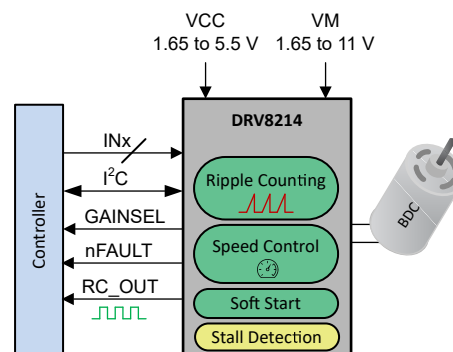 VCC
1.65 to 5.5 V
VM
1.65 to 11 V
DRV8214
Controller
INx
I²C
GAINSEL
nFAULT
RC_OUT
Ripple Counting
Speed Control
Soft Start
Stall Detection
BDC